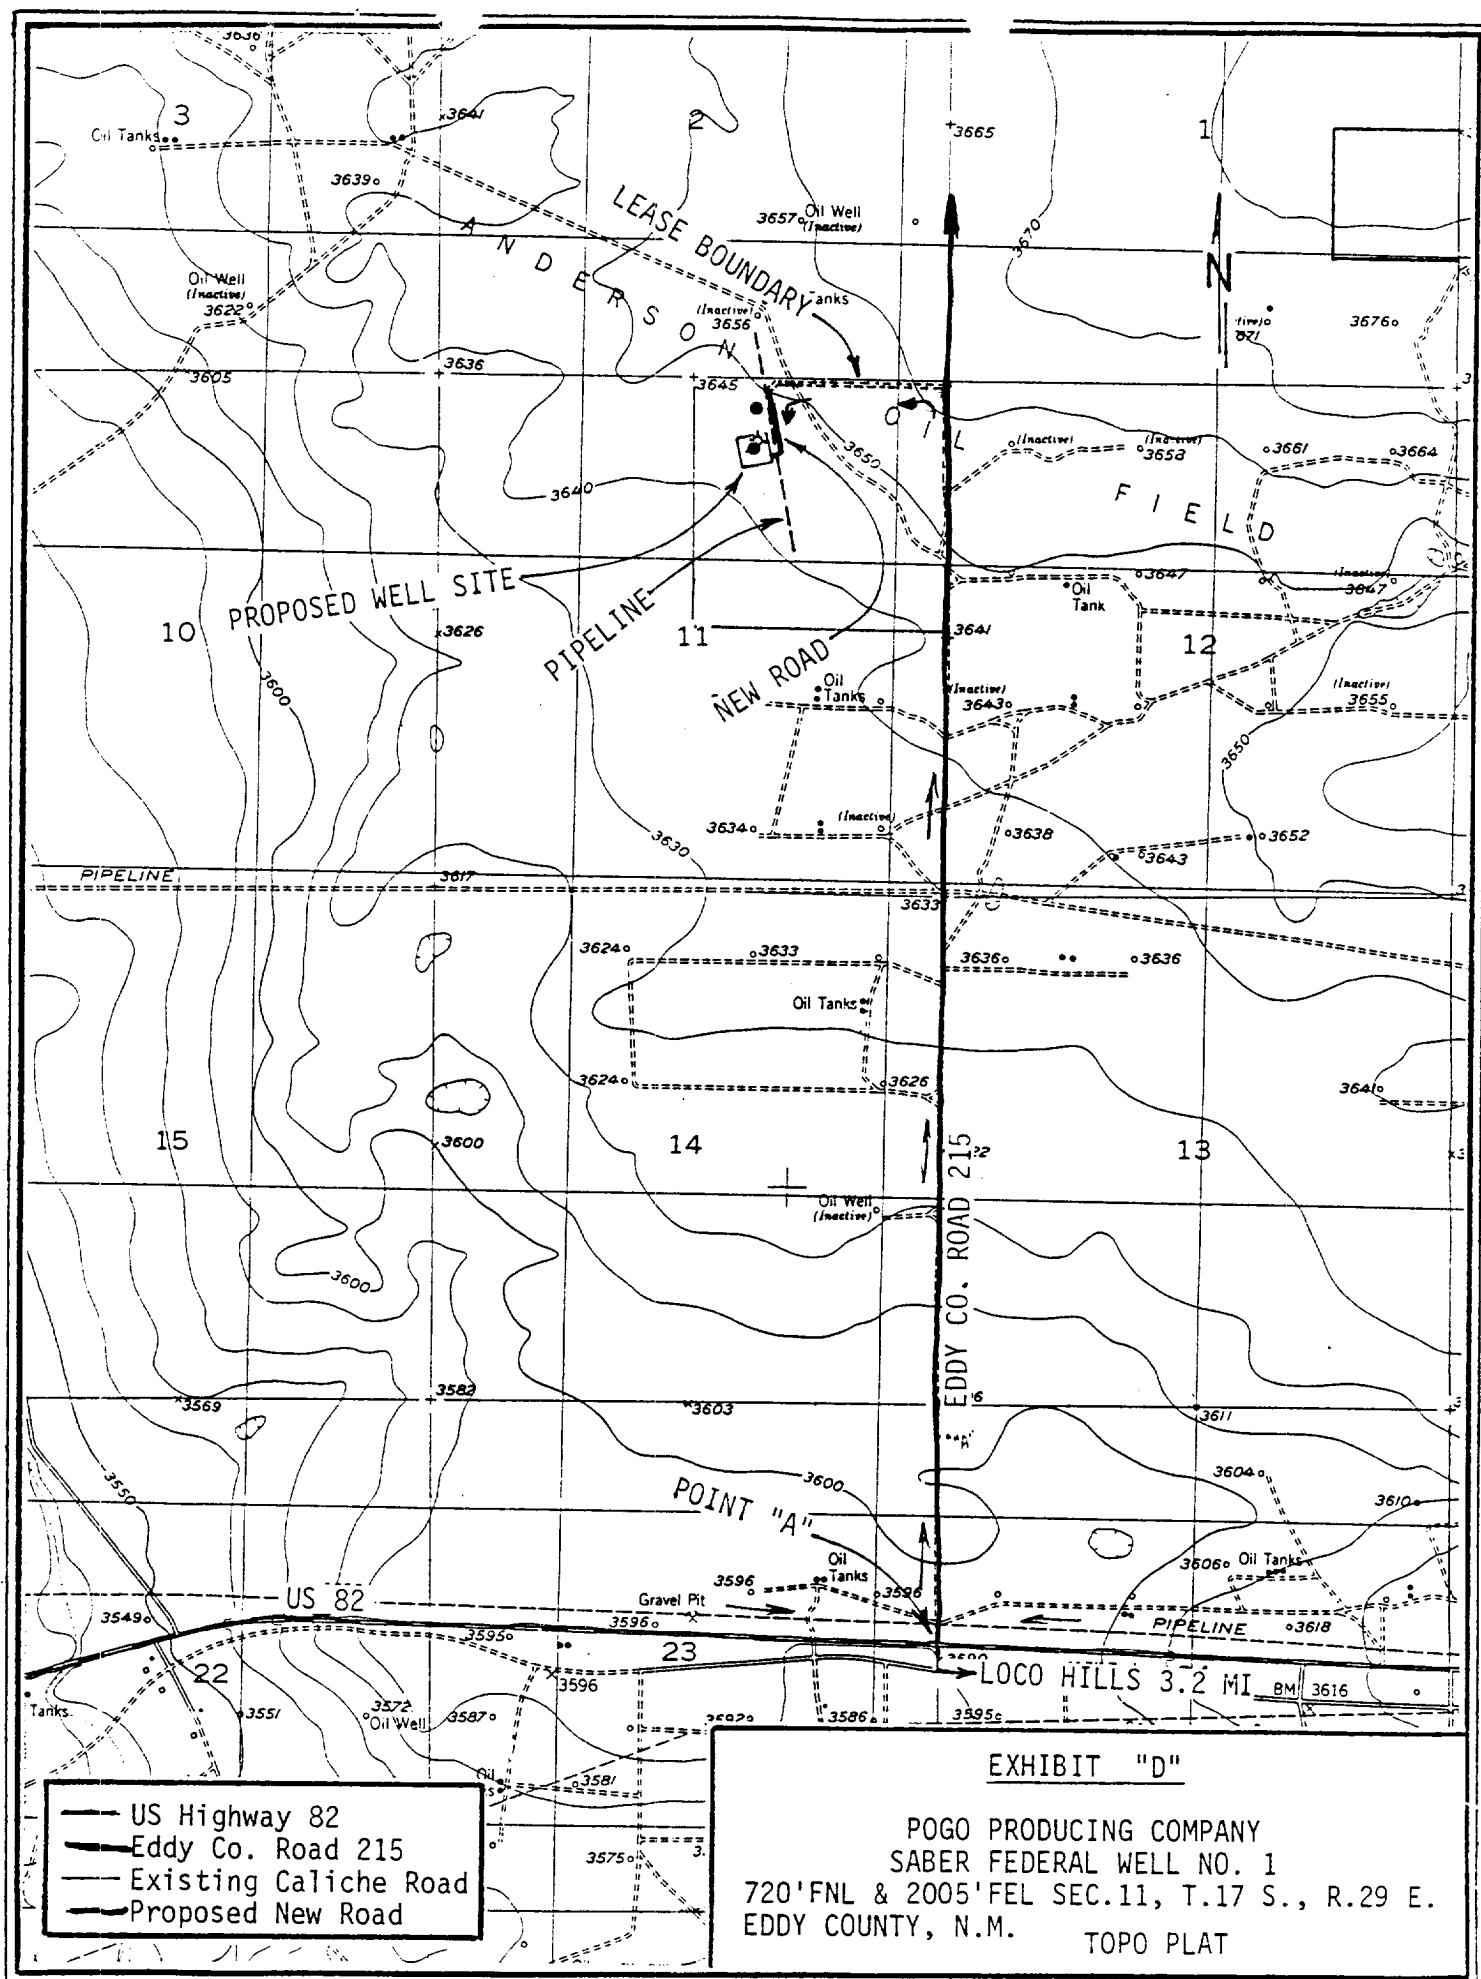 3636
3
3641
2
3665
1
Oil Tanks
3639
LEASE BOUNDARY
3657 Oil Well
(Inactive)
3670
ANDERSON
N
Oil Well
(Inactive)
3622
(Inactive)
3656
3676
3605
3636
3645
OIL
3650
(Inactive)
3658
3661
3664
3640
FIELD
PROPOSED WELL SITE
3647
Oil
Tank
(Inactive)
3647
10
3626
11
3641
12
PIPELINE
3600
NEW ROAD
Oil
Tanks
(Inactive)
3643
(Inactive)
3655
3650
3634
(Inactive)
3638
3652
3630
3643
PIPELINE
3617
3633
3624
3633
3636
3636
Oil Tanks
3624
3626
3641
15
3600
14
13
EDDY CO. ROAD 215
Oil Well
(Inactive)
3600
3582
3569
3603
3611
3550
3600
3604
POINT "A"
3610
Oil
Tanks
3606
Oil Tanks
3596
3596
US 82
Gravel Pit
3549
3595
3596
PIPELINE
3618
22
23
3596
LOCO HILLS 3.2 MI.
BM
3616
Tanks
3551
3572
Oil Well
3587
3592
3586
3595
Oil
3581
3575
US Highway 82
Eddy Co. Road 215
Existing Caliche Road
Proposed New Road
EXHIBIT "D"
POGO PRODUCING COMPANY
SABER FEDERAL WELL NO. 1
720'FNL & 2005'FEL SEC.11, T.17 S., R.29 E.
EDDY COUNTY, N.M.
TOPO PLAT